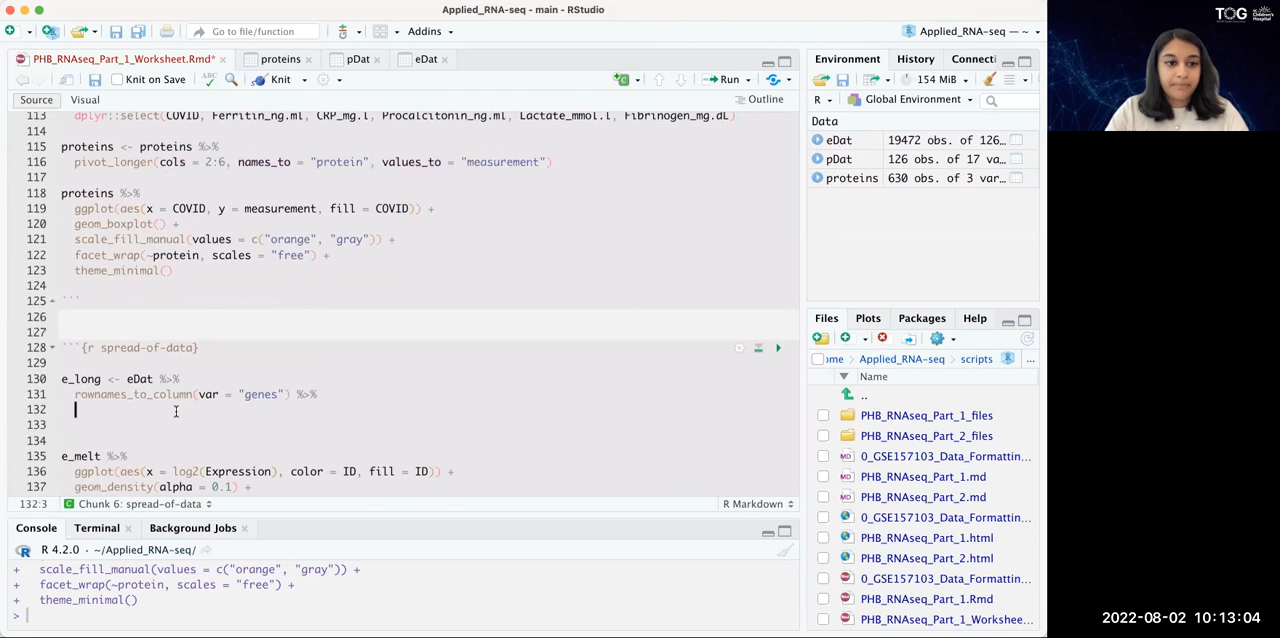 Applied_RNA-seq - main - RStudio
Go to file/function
Addins
Applied_RNA-seq — ~
PHB_RNAseq_Part_1_Worksheet.Rmd*
proteins
pDat
eDat
Knit on Save
ABC
Knit
Run
Source
Visual
Outline
113 dplyr::select(COVID, Ferritin_ng.ml, CRP_mg.l, Procalcitonin_ng.ml, Lactate_mmol.l, Fibrinogen_mg.dL)
114
115 proteins <- proteins %>%
116 pivot_longer(cols = 2:6, names_to = "protein", values_to = "measurement")
117
118 proteins %>%
119 ggplot(aes(x = COVID, y = measurement, fill = COVID)) +
120 geom_boxplot() +
121 scale_fill_manual(values = c("orange", "gray")) +
122 facet_wrap(~protein, scales = "free") +
123 theme_minimal()
124
125 ```
126
127
128 ```{r spread-of-data}
129
130 e_long <- eDat %>%
131 rownames_to_column(var = "genes") %>%
132
133
134
135 e_melt %>%
136 ggplot(aes(x = log2(Expression), color = ID, fill = ID)) +
137 geom_density(alpha = 0.1) +
132:3
Chunk 6: spread-of-data
R Markdown
Console
Terminal
Background Jobs
R 4.2.0 · ~/Applied_RNA-seq/
+ scale_fill_manual(values = c("orange", "gray")) +
+ facet_wrap(~protein, scales = "free") +
+ theme_minimal()
>
Environment
History
Connecti
154 MiB
R
Global Environment
Data
eDat 19472 obs. of 126…
pDat 126 obs. of 17 va…
proteins 630 obs. of 3 var…
Files
Plots
Packages
Help
ome
Applied_RNA-seq
scripts
...
Name
..
PHB_RNAseq_Part_1_files
PHB_RNAseq_Part_2_files
0_GSE157103_Data_Formattin...
PHB_RNAseq_Part_1.md
PHB_RNAseq_Part_2.md
0_GSE157103_Data_Formattin...
PHB_RNAseq_Part_1.html
PHB_RNAseq_Part_2.html
0_GSE157103_Data_Formattin...
PHB_RNAseq_Part_1.Rmd
PHB_RNAseq_Part_1_Workshee...
TOG
2022-08-02 10:13:04